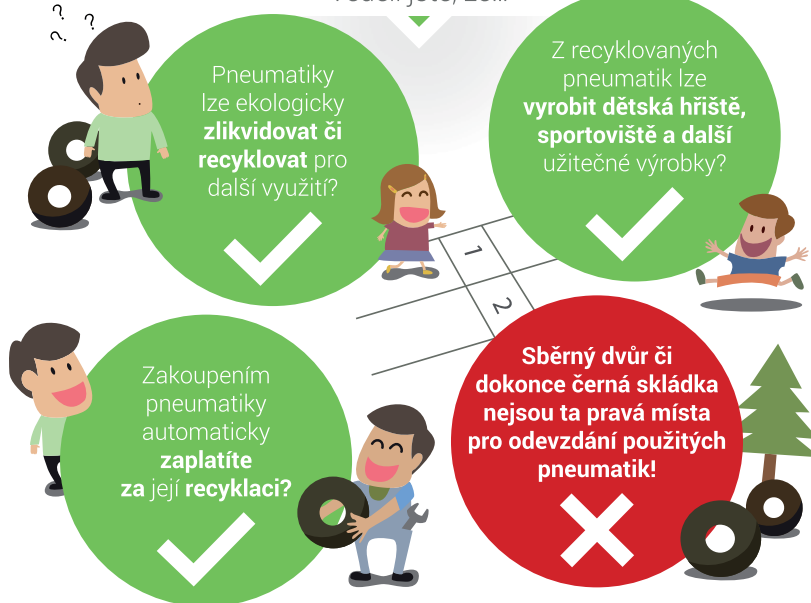 Pneumatiky
lze ekologicky
zlikvidovat či
recyklovat pro
další využití?
Z recyklovaných
pneumatik lze
vyrobit dětská hřiště,
sportoviště a další
užitečné výrobky?
1
2
Zakoupením
pneumatiky
automaticky
zaplatíte
za její recyklaci?
Sběrný dvůr či
dokonce černá skládka
nejsou ta pravá místa
pro odevzdání použitých
pneumatik!
? ?
?